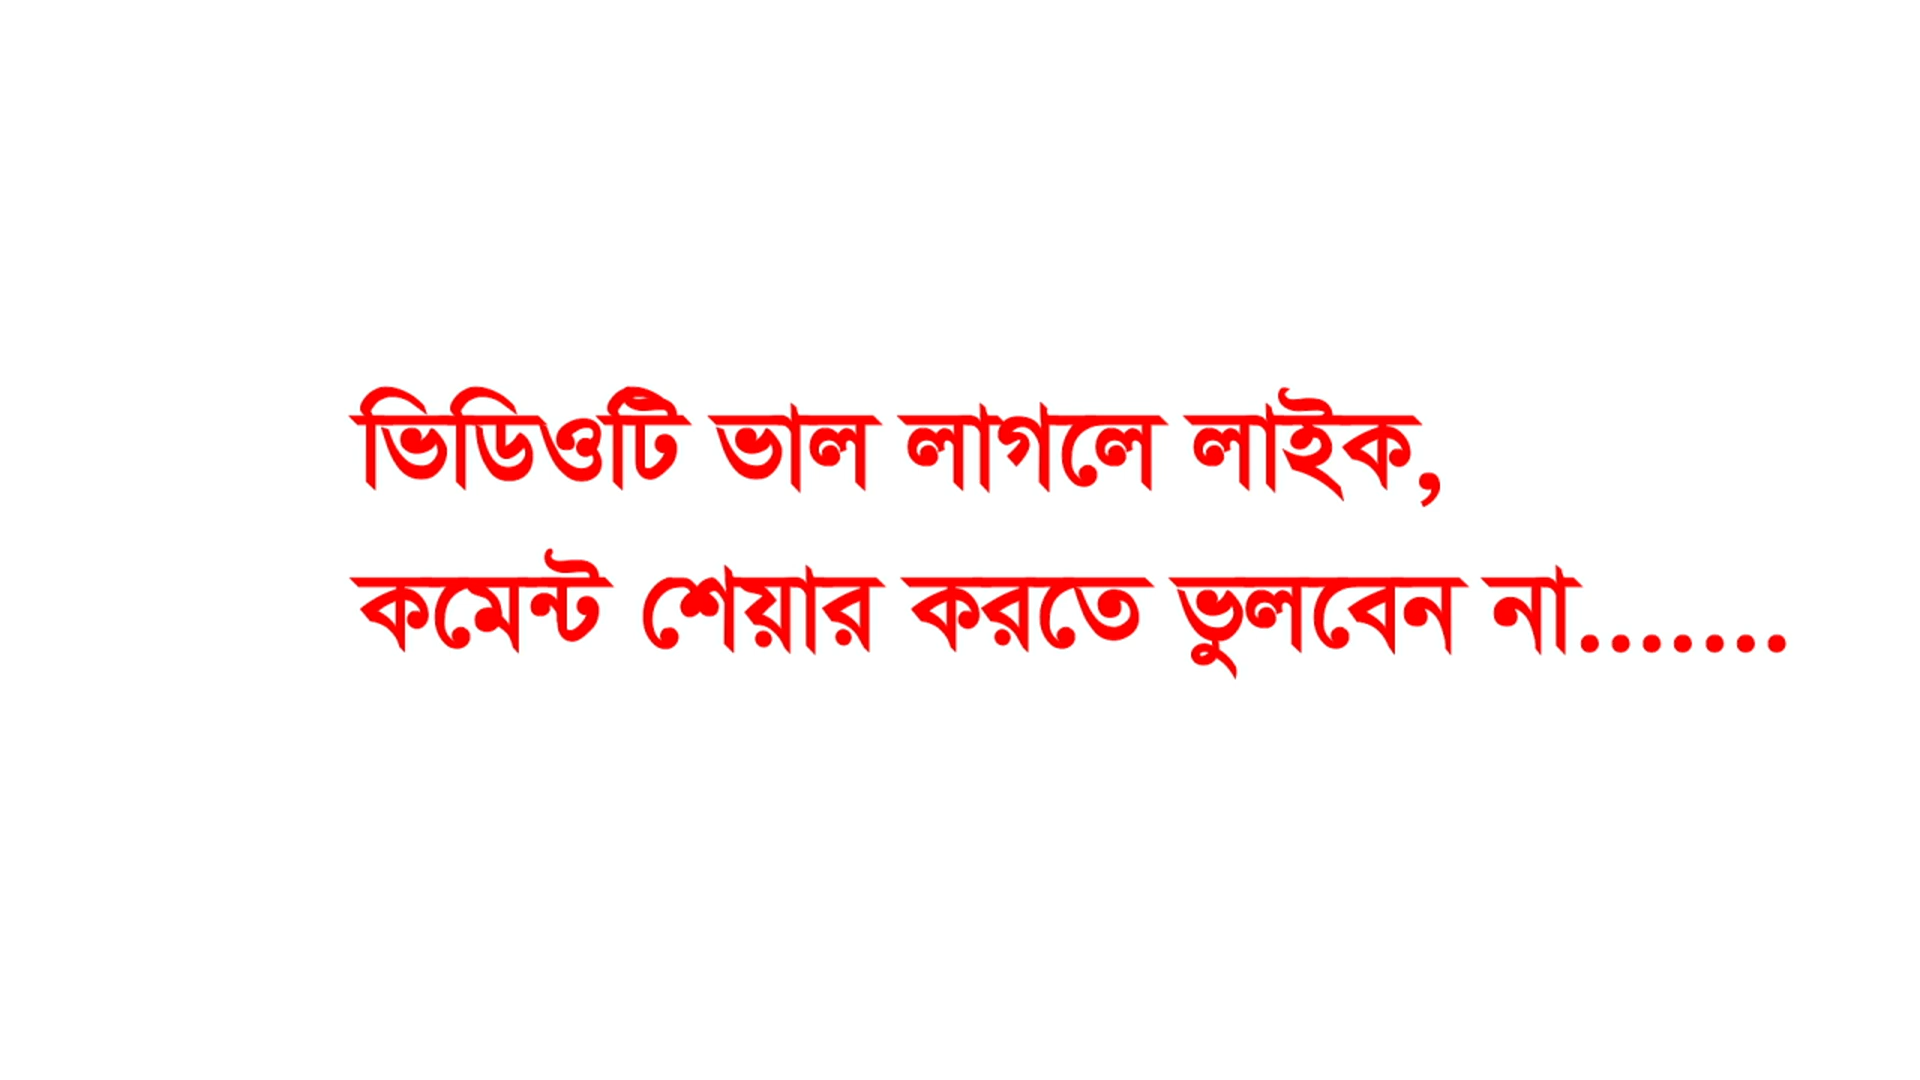 ভিডিওটি ভাল লাগলে লাইক,
কমেন্ট শেয়ার করতে ভুলবেন না.......